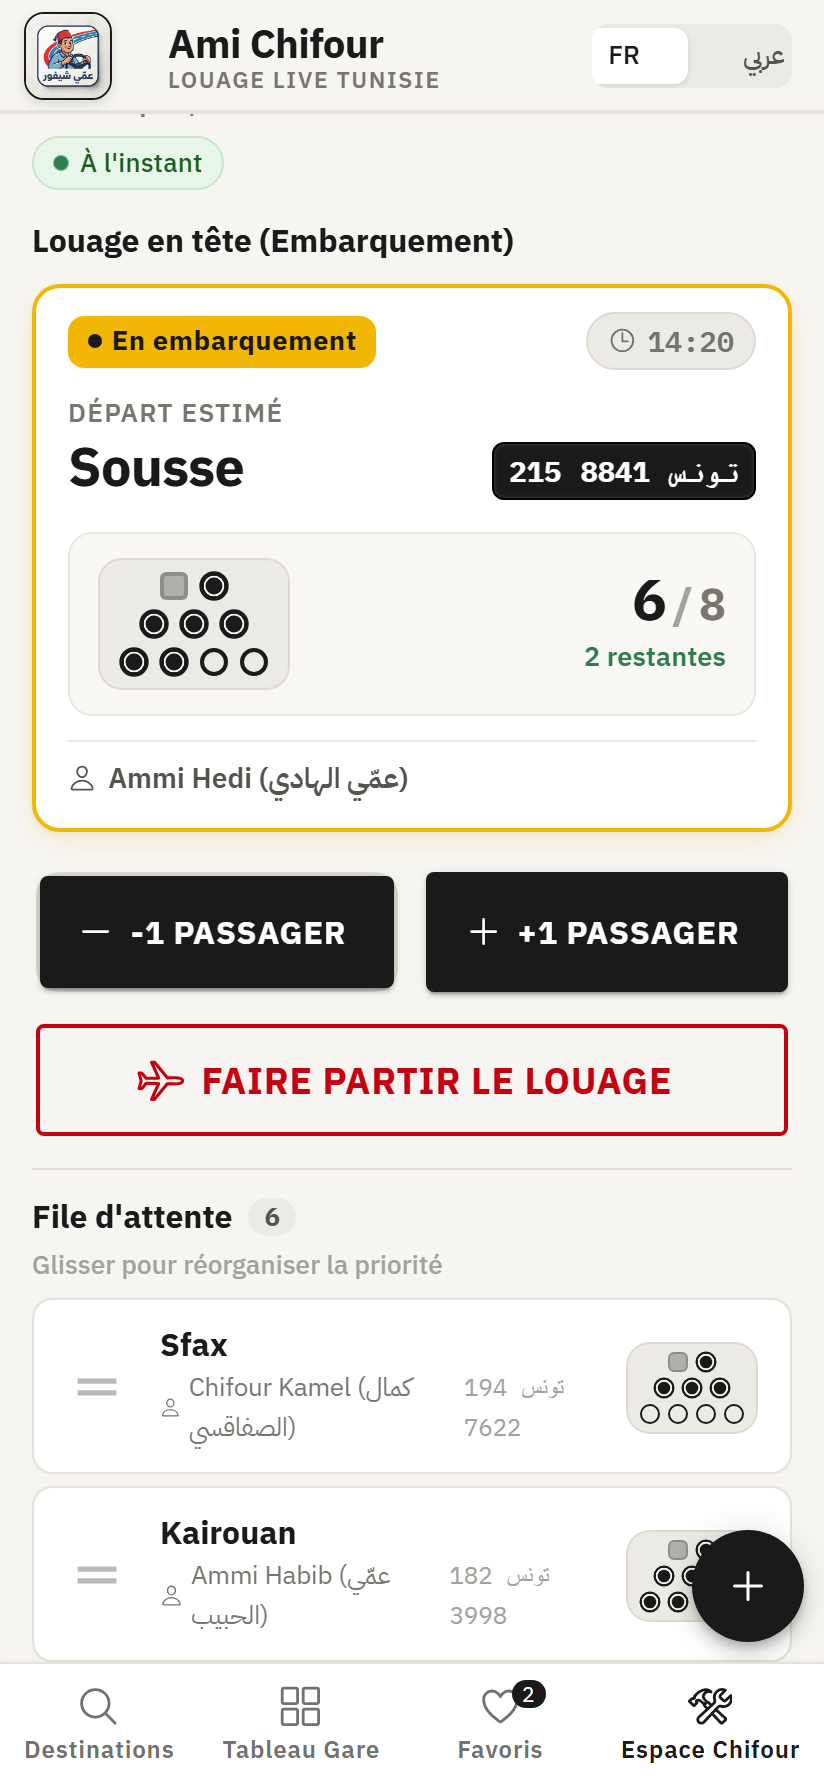 عمّي شيفور
Ami Chifour
LOUAGE LIVE TUNISIE
FR
عربي
À l'instant
Louage en tête (Embarquement)
En embarquement
14:20
DÉPART ESTIMÉ
Sousse
215 تونس 8841
6/8
2 restantes
Ammi Hedi (عمّي الهادي)
-1 PASSAGER
+1 PASSAGER
FAIRE PARTIR LE LOUAGE
File d'attente 6
Glisser pour réorganiser la priorité
Sfax
Chifour Kamel (كمال
الصفاقسي)
194 تونس
7622
Kairouan
Ammi Habib (عمّي
الحبيب)
182 تونس
3998
2
Destinations
Tableau Gare
Favoris
Espace Chifour